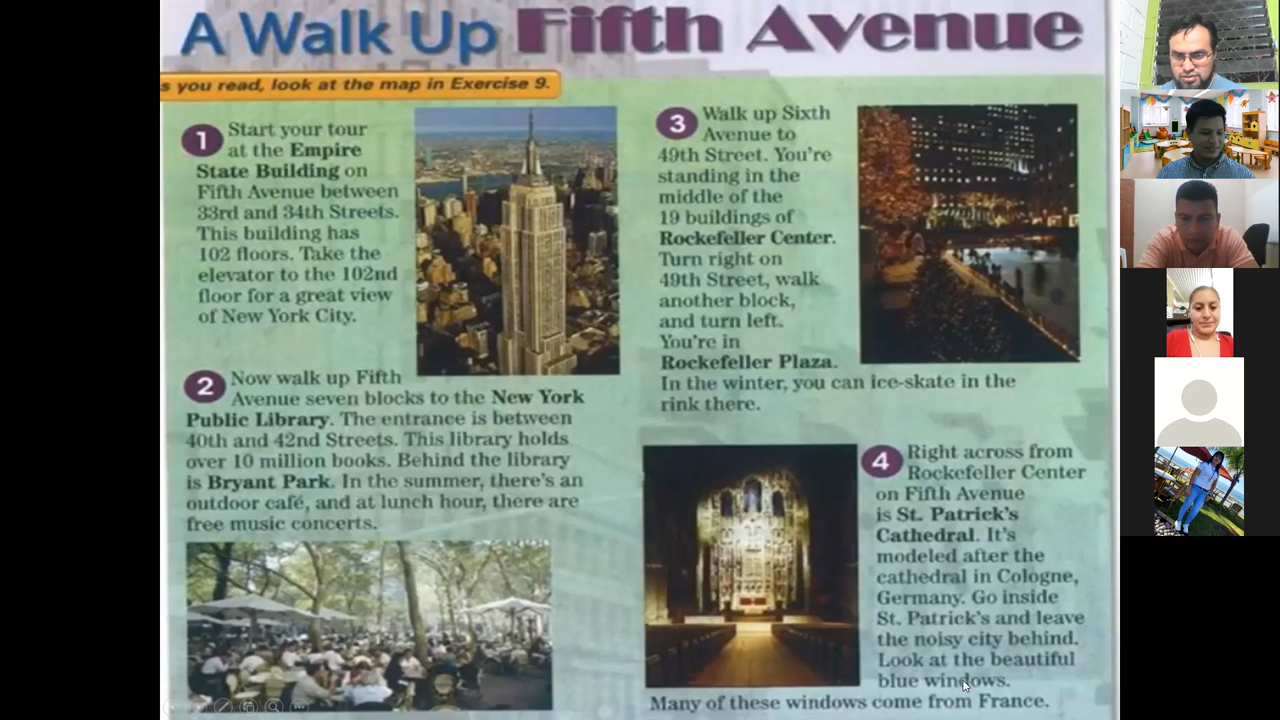 A Walk Up Fifth Avenue
s you read, look at the map in Exercise 9.
1 Start your tour
at the Empire
State Building on
Fifth Avenue between
33rd and 34th Streets.
This building has
102 floors. Take the
elevator to the 102nd
floor for a great view
of New York City.
2 Now walk up Fifth
Avenue seven blocks to the New York
Public Library. The entrance is between
40th and 42nd Streets. This library holds
over 10 million books. Behind the library
is Bryant Park. In the summer, there's an
outdoor café, and at lunch hour, there are
free music concerts.
3 Walk up Sixth
Avenue to
49th Street. You're
standing in the
middle of the
19 buildings of
Rockefeller Center.
Turn right on
49th Street, walk
another block,
and turn left.
You're in
Rockefeller Plaza.
In the winter, you can ice-skate in the
rink there.
4 Right across from
Rockefeller Center
on Fifth Avenue
is St. Patrick's
Cathedral. It's
modeled after the
cathedral in Cologne,
Germany. Go inside
St. Patrick's and leave
the noisy city behind.
Look at the beautiful
blue windows.
Many of these windows come from France.